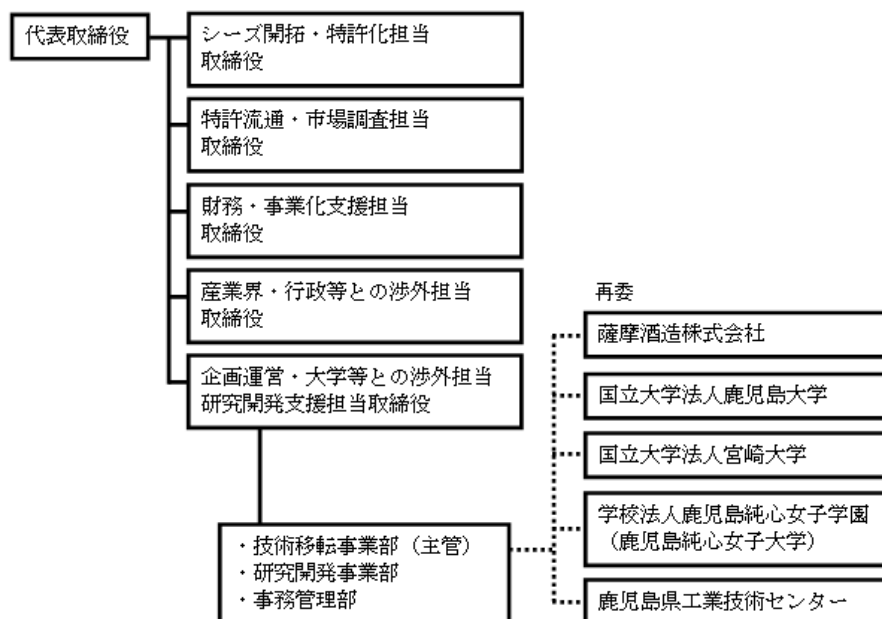 代表取締役
シーズ開拓・特許化担当
取締役
特許流通・市場調査担当
取締役
財務・事業化支援担当
取締役
産業界・行政等との渉外担当
取締役
企画運営・大学等との渉外担当
研究開発支援担当取締役
・技術移転事業部（主管）
・研究開発事業部
・事務管理部
再委
薩摩酒造株式会社
国立大学法人鹿児島大学
国立大学法人宮崎大学
学校法人鹿児島純心女子学園
（鹿児島純心女子大学）
鹿児島県工業技術センター